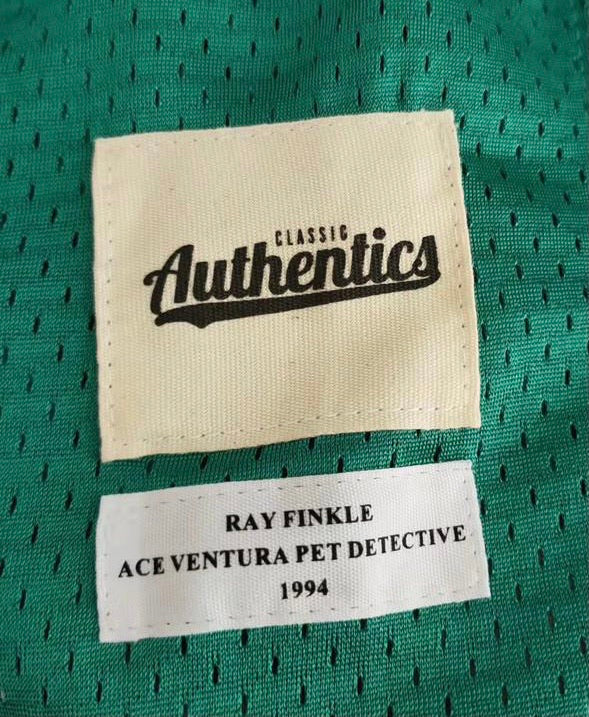 CLASSIC
Authentics
RAY FINKLE
ACE VENTURA PET DETECTIVE
1994